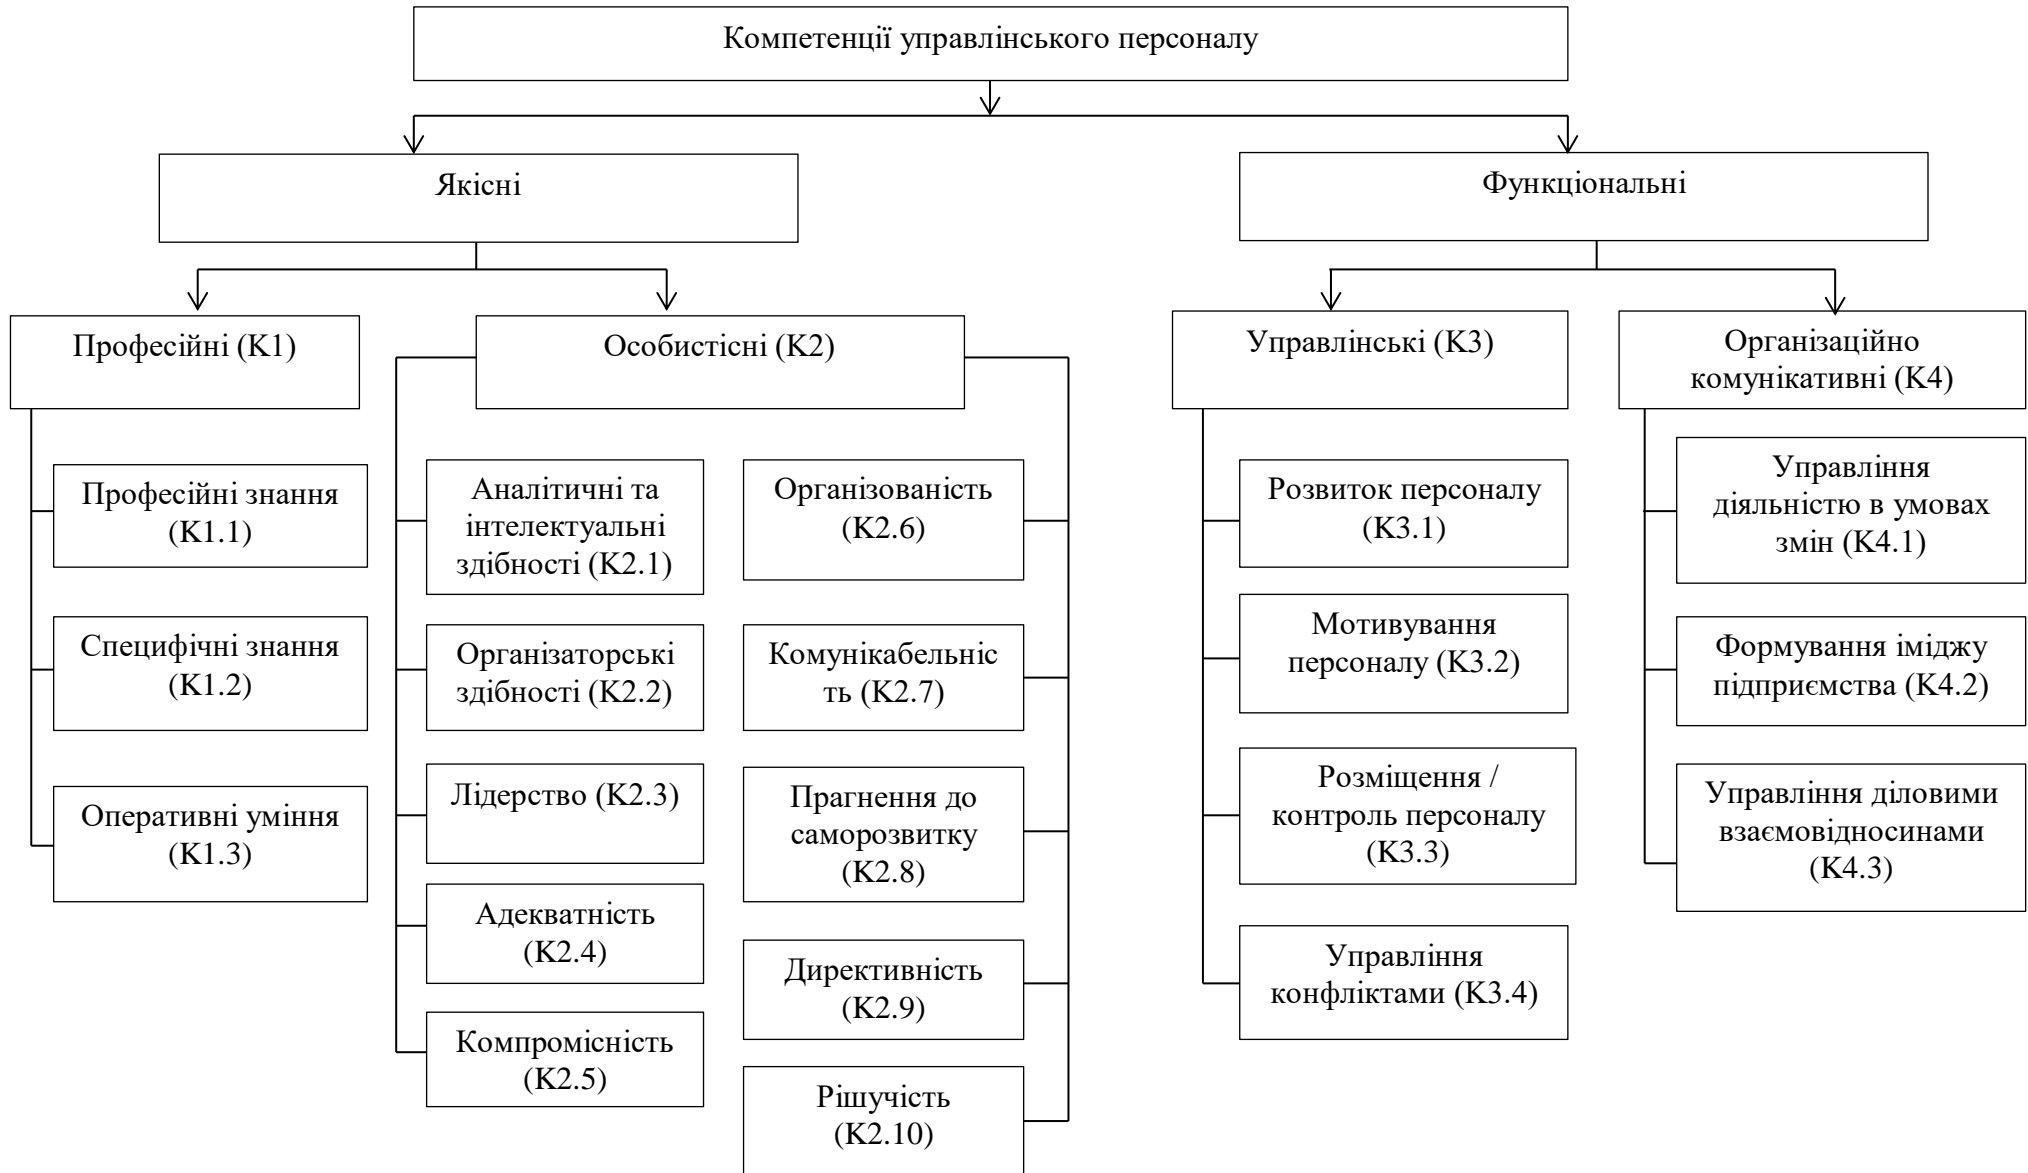 Компетенції управлінського персоналу
Якісні
Функціональні
Професійні (К1)
Особистісні (К2)
Управлінські (К3)
Організаційно
комунікативні (К4)
Професійні знання
(К1.1)
Специфічні знання
(К1.2)
Оперативні уміння
(К1.3)
Аналітичні та
інтелектуальні
здібності (К2.1)
Організаторські
здібності (К2.2)
Лідерство (К2.3)
Адекватність
(К2.4)
Компромісність
(К2.5)
Організованість
(К2.6)
Комунікабельніс
ть (К2.7)
Прагнення до
саморозвитку
(К2.8)
Директивність
(К2.9)
Рішучість
(К2.10)
Розвиток персоналу
(К3.1)
Мотивування
персоналу (К3.2)
Розміщення /
контроль персоналу
(К3.3)
Управління
конфліктами (К3.4)
Управління
діяльністю в умовах
змін (К4.1)
Формування іміджу
підприємства (К4.2)
Управління діловими
взаємовідносинами
(К4.3)